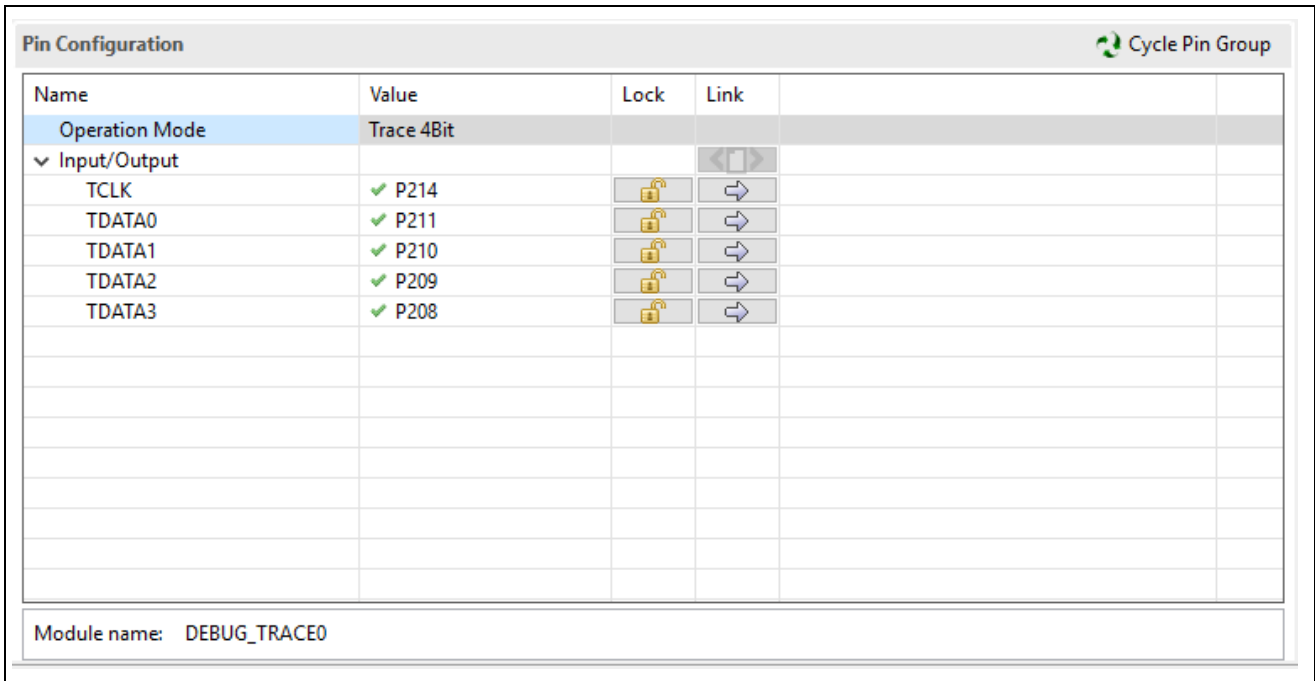 Pin Configuration Cycle Pin Group
Name Value Lock Link
Operation Mode Trace 4Bit
Input/Output
TCLK P214
TDATA0 P211
TDATA1 P210
TDATA2 P209
TDATA3 P208
Module name: DEBUG_TRACE0